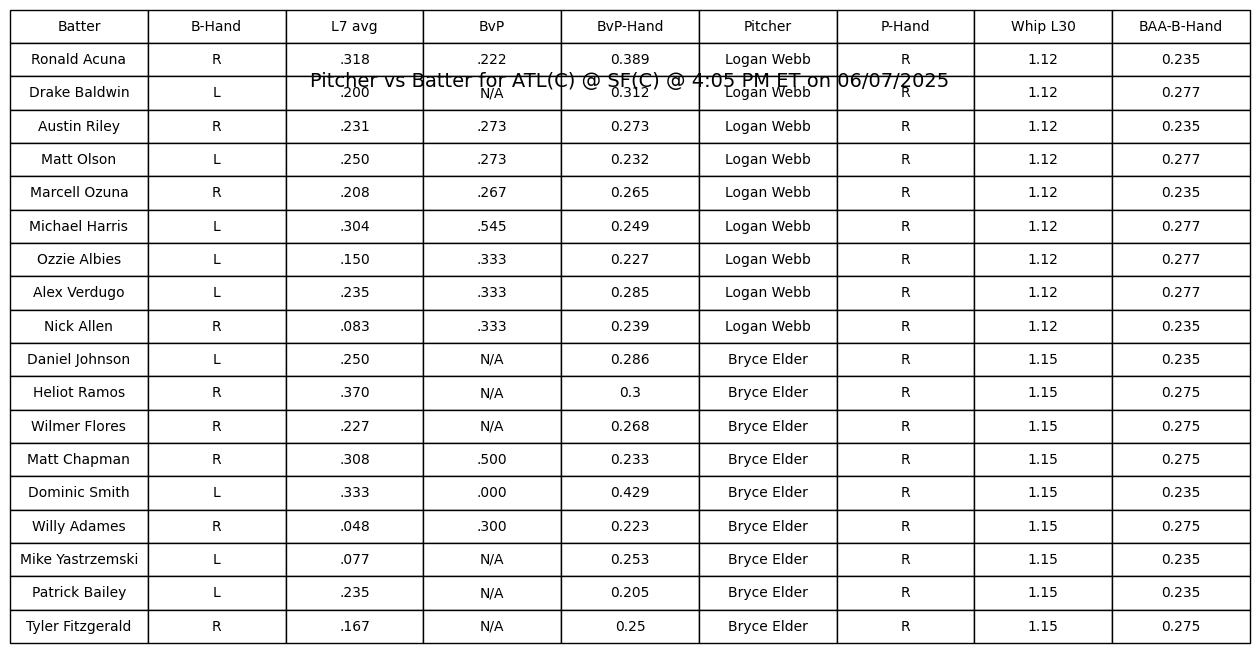 Batter B-Hand L7 avg BvP BvP-Hand Pitcher P-Hand Whip L30 BAA-B-Hand
Ronald Acuna R .318 .222 0.389 Logan Webb R 1.12 0.235
Pitcher vs Batter for ATL(C) @ SF(C) @ 4:05 PM ET on 06/07/2025
Drake Baldwin L .200 N/A 0.312 Logan Webb R 1.12 0.277
Austin Riley R .231 .273 0.273 Logan Webb R 1.12 0.235
Matt Olson L .250 .273 0.232 Logan Webb R 1.12 0.277
Marcell Ozuna R .208 .267 0.265 Logan Webb R 1.12 0.235
Michael Harris L .304 .545 0.249 Logan Webb R 1.12 0.277
Ozzie Albies L .150 .333 0.227 Logan Webb R 1.12 0.277
Alex Verdugo L .235 .333 0.285 Logan Webb R 1.12 0.277
Nick Allen R .083 .333 0.239 Logan Webb R 1.12 0.235
Daniel Johnson L .250 N/A 0.286 Bryce Elder R 1.15 0.235
Heliot Ramos R .370 N/A 0.3 Bryce Elder R 1.15 0.275
Wilmer Flores R .227 N/A 0.268 Bryce Elder R 1.15 0.275
Matt Chapman R .308 .500 0.233 Bryce Elder R 1.15 0.275
Dominic Smith L .333 .000 0.429 Bryce Elder R 1.15 0.235
Willy Adames R .048 .300 0.223 Bryce Elder R 1.15 0.275
Mike Yastrzemski L .077 N/A 0.253 Bryce Elder R 1.15 0.235
Patrick Bailey L .235 N/A 0.205 Bryce Elder R 1.15 0.235
Tyler Fitzgerald R .167 N/A 0.25 Bryce Elder R 1.15 0.275